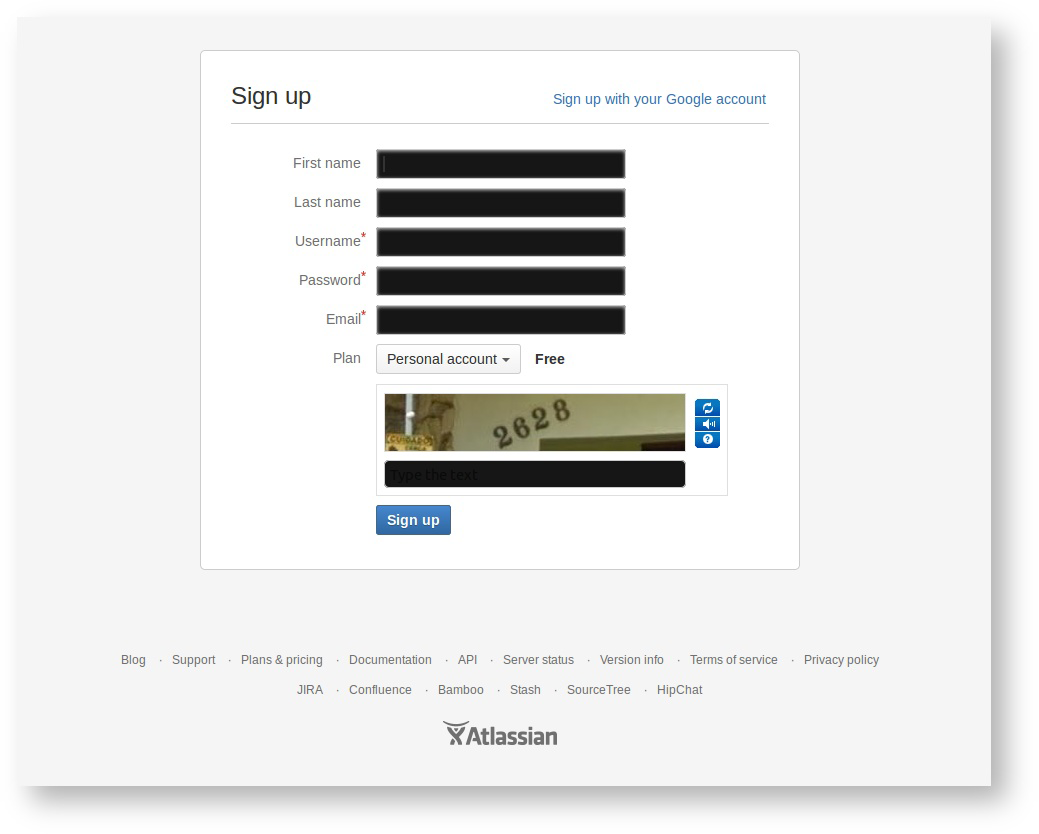 Sign up
Sign up with your Google account
First name
Last name
Username*
Password*
Email*
Plan Personal account Free
2628
CUIDADO
Type the text
Sign up
Blog · Support · Plans & pricing · Documentation · API · Server status · Version info · Terms of service · Privacy policy
JIRA · Confluence · Bamboo · Stash · SourceTree · HipChat
Atlassian